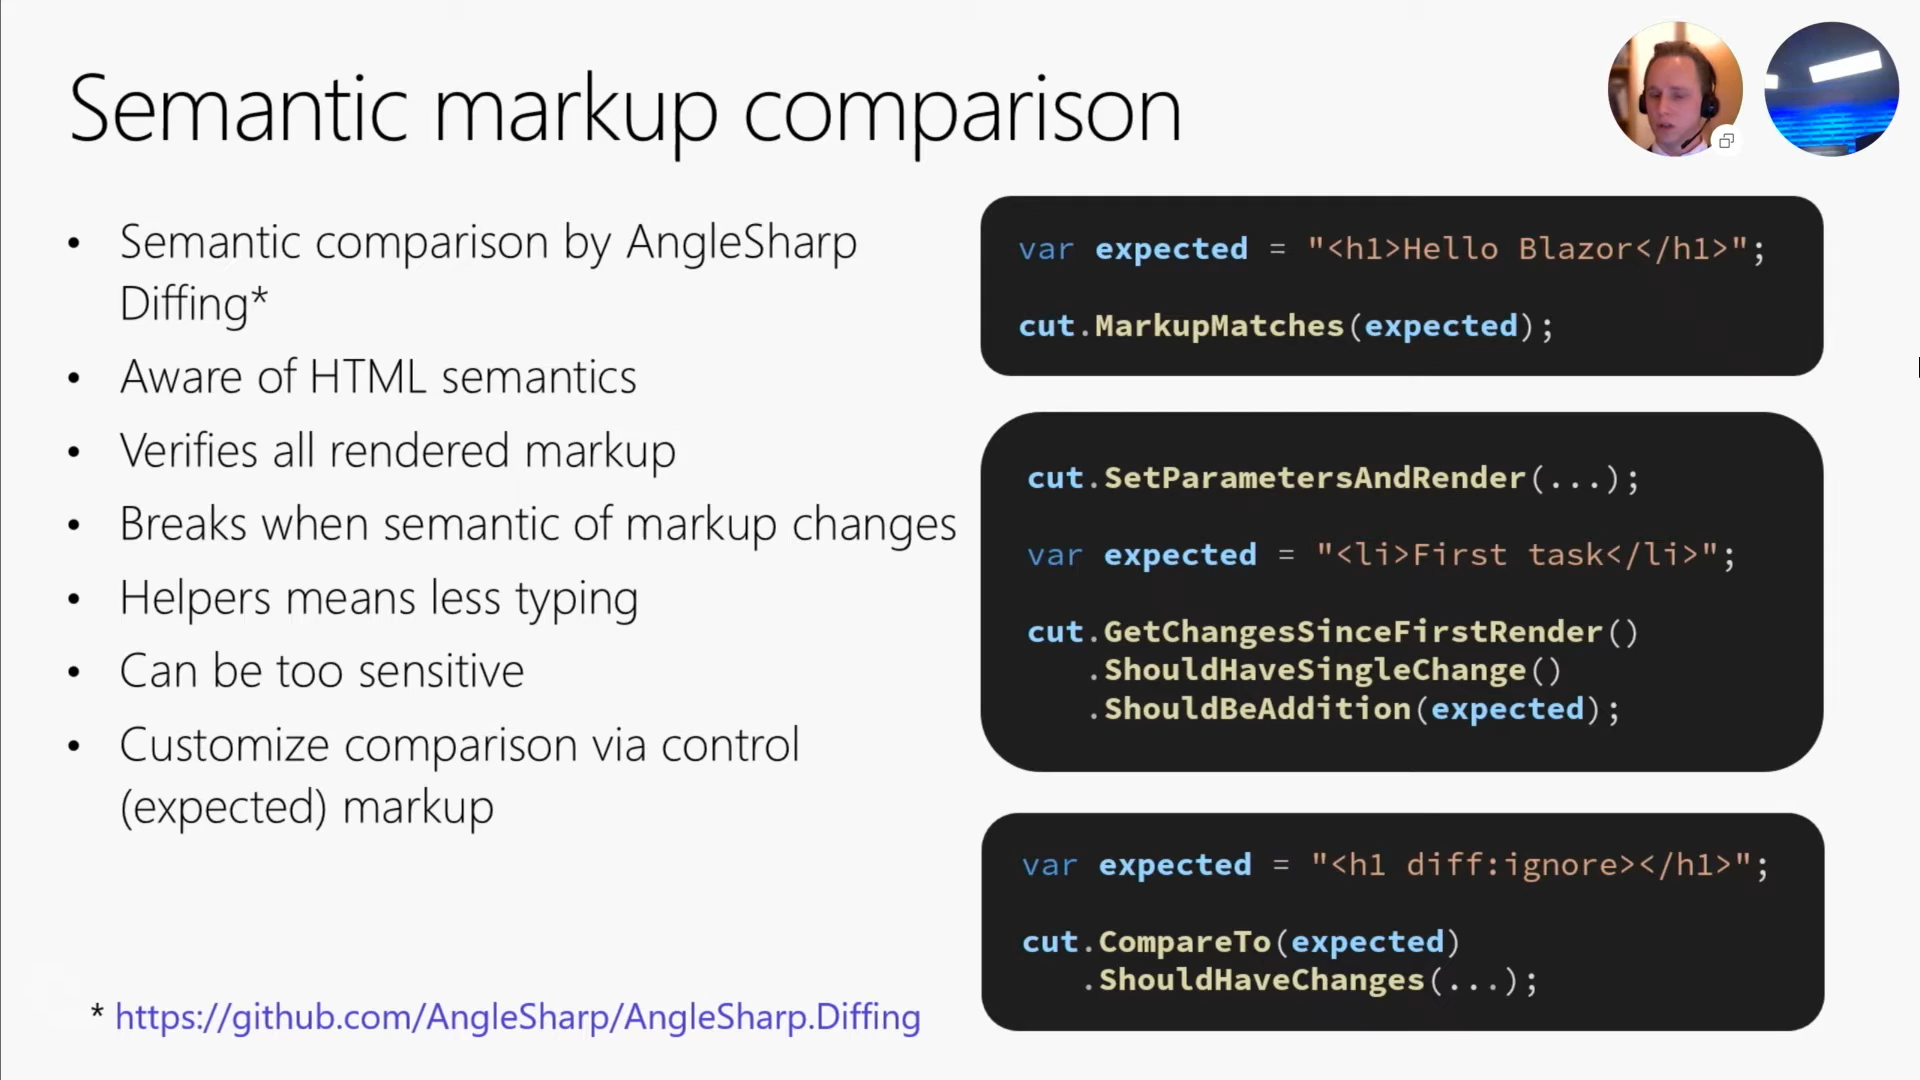 Semantic markup comparison
• Semantic comparison by AngleSharp
Diffing*
• Aware of HTML semantics
• Verifies all rendered markup
• Breaks when semantic of markup changes
• Helpers means less typing
• Can be too sensitive
• Customize comparison via control
(expected) markup
* https://github.com/AngleSharp/AngleSharp.Diffing
var expected = "<h1>Hello Blazor</h1>";
cut.MarkupMatches(expected);
cut.SetParametersAndRender(...);
var expected = "<li>First task</li>";
cut.GetChangesSinceFirstRender()
.ShouldHaveSingleChange()
.ShouldBeAddition(expected);
var expected = "<h1 diff:ignore></h1>";
cut.CompareTo(expected)
.ShouldHaveChanges(...);